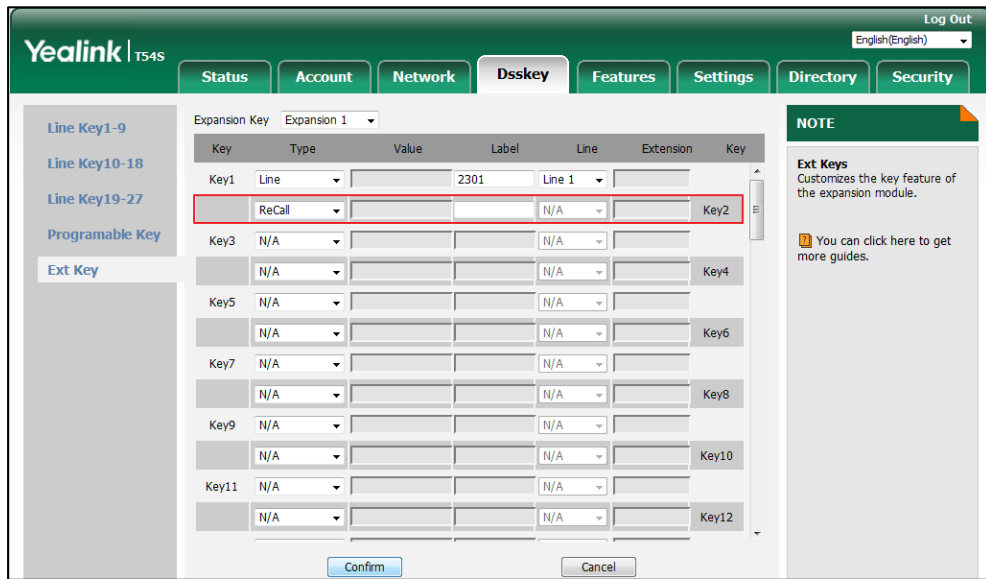 Log Out
Yealink | T54S
English(English)
Status Account Network Dsskey Features Settings Directory Security
Line Key1-9
Line Key10-18
Line Key19-27
Programable Key
Ext Key
Expansion Key Expansion 1
Key Type Value Label Line Extension Key
Key1 Line 2301 Line 1
ReCall N/A Key2
Key3 N/A N/A
N/A N/A Key4
Key5 N/A N/A
N/A N/A Key6
Key7 N/A N/A
N/A N/A Key8
Key9 N/A N/A
N/A N/A Key10
Key11 N/A N/A
N/A N/A Key12
Confirm Cancel
NOTE
Ext Keys
Customizes the key feature of
the expansion module.
? You can click here to get
more guides.